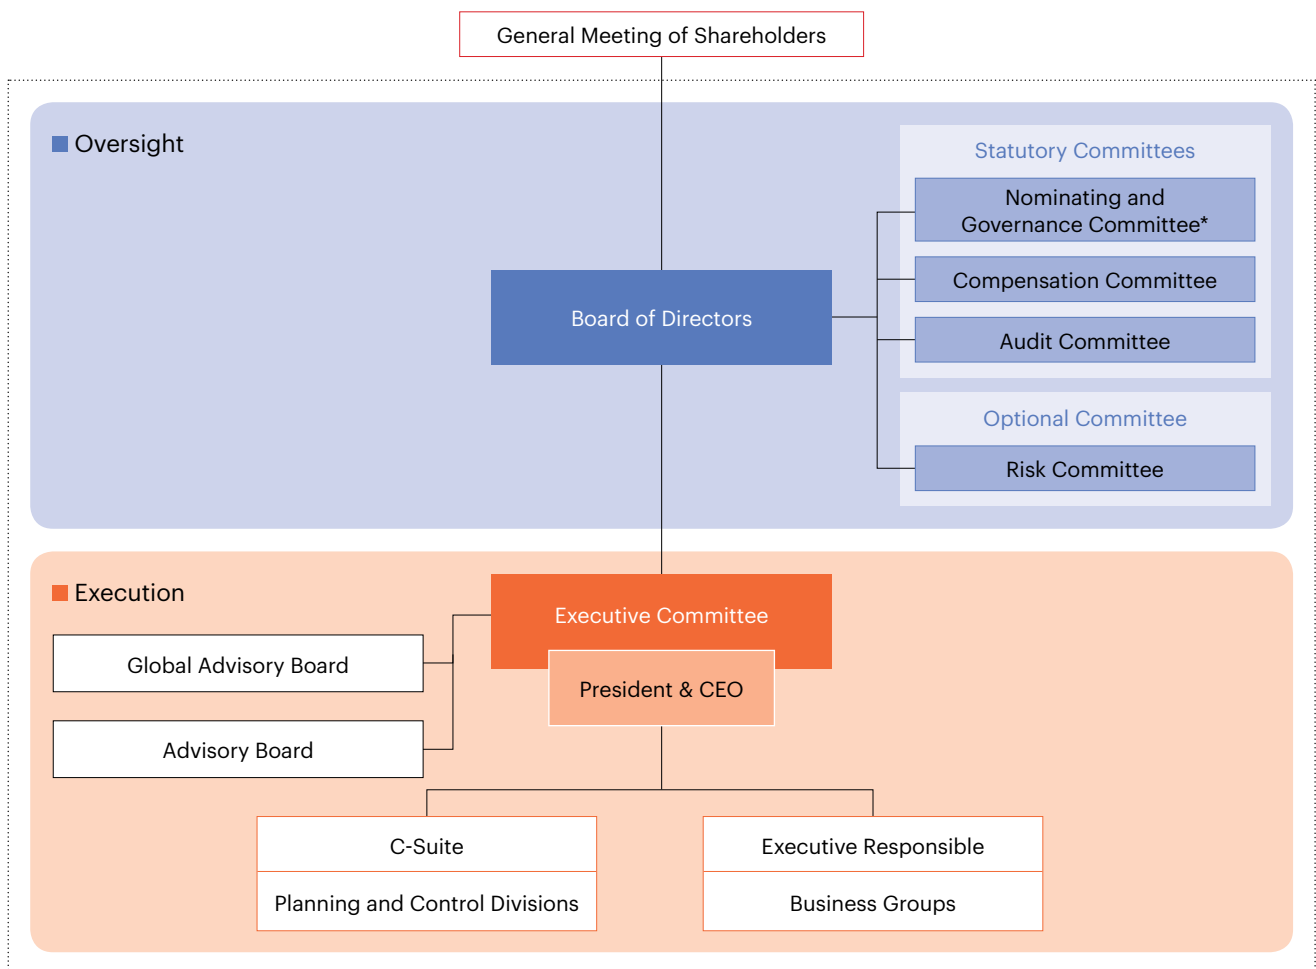 General Meeting of Shareholders
Oversight
Statutory Committees
Nominating and
Governance Committee*
Compensation Committee
Board of Directors
Audit Committee
Optional Committee
Risk Committee
Execution
Executive Committee
Global Advisory Board
President & CEO
Advisory Board
C-Suite
Planning and Control Divisions
Executive Responsible
Business Groups